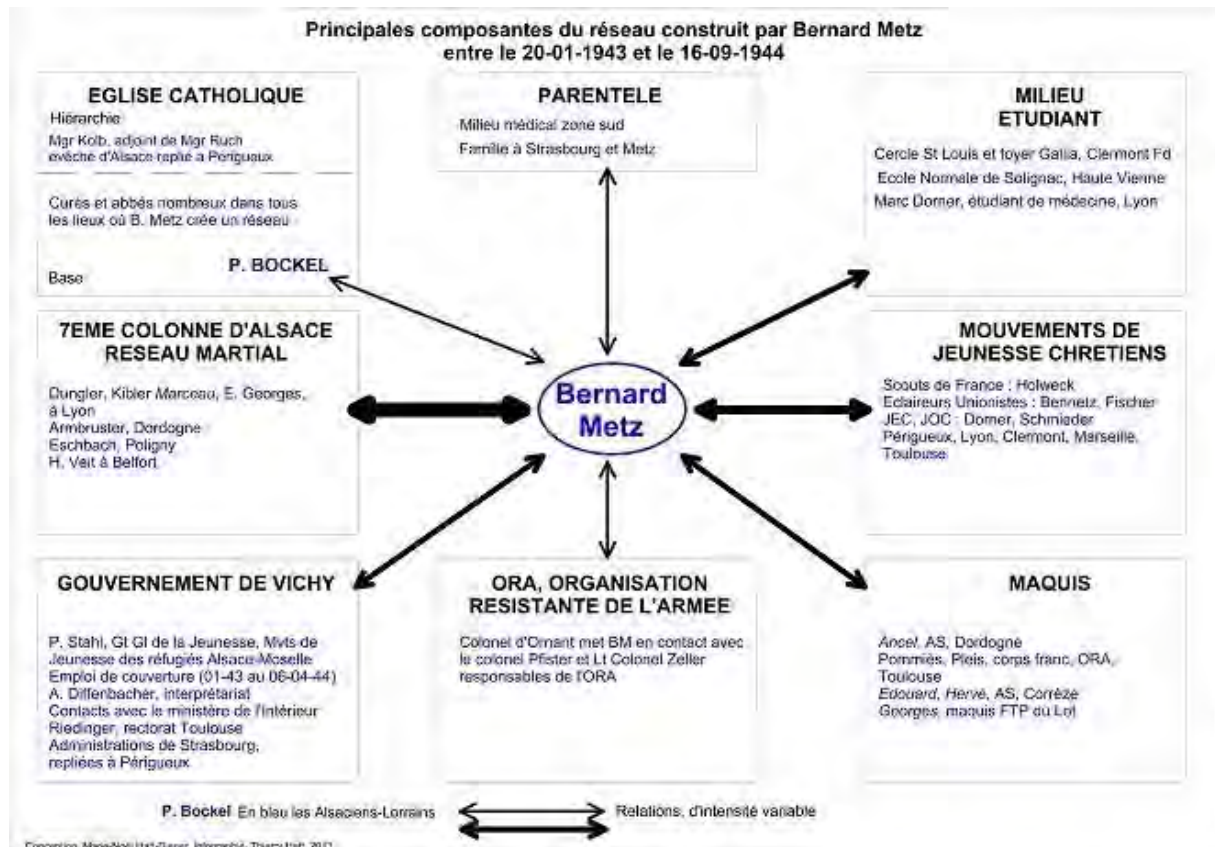 Principales composantes du réseau construit par Bernard Metz
entre le 20-01-1943 et le 16-09-1944
EGLISE CATHOLIQUE
Hiérarchie
Mgr Kolb, adjoint de Mgr Ruch
évêché d'Alsace replié à Périgueux
Curés et abbés nombreux dans tous
les lieux où B. Metz crée un réseau
P. BOCKEL
Base
PARENTELE
Milieu médical zone sud
Famille à Strasbourg et Metz
MILIEU
ETUDIANT
Cercle St Louis et foyer Gallia, Clermont Fd
Ecole Normale de Solignac, Haute Vienne
Marc Dorner, étudiant de médecine, Lyon
7EME COLONNE D'ALSACE
RESEAU MARTIAL
Dungler, Kibler Marceau, E. Georges,
à Lyon
Armbruster, Dordogne
Eschbach, Poligny
H. Veit à Belfort
Bernard
Metz
MOUVEMENTS DE
JEUNESSE CHRETIENS
Scouts de France : Holweck
Eclaireurs Unionistes : Bennetz, Fischer
JEC, JOC : Dorner, Schmieder
Périgueux, Lyon, Clermont, Marseille,
Toulouse
GOUVERNEMENT DE VICHY
P. Stahl, Gt Gl de la Jeunesse, Mvts de
Jeunesse des réfugiés Alsace-Moselle
Emploi de couverture (01-43 au 06-04-44)
A. Diffenbacher, interprétariat
Contacts avec le ministère de l'Intérieur
Riedinger, rectorat Toulouse
Administrations de Strasbourg,
repliées à Périgueux
ORA, ORGANISATION
RESISTANTE DE L'ARMEE
Colonel d'Ornant met BM en contact avec
le colonel Pfister et Lt Colonel Zeller
responsables de l'ORA
MAQUIS
Ancel, AS, Dordogne
Pommiès, Pleis, corps franc, ORA,
Toulouse
Edouard, Hervé, AS, Corrèze
Georges, maquis FTP du Lot
P. Bockel En bleu les Alsaciens-Lorrains
Relations, d'intensité variable